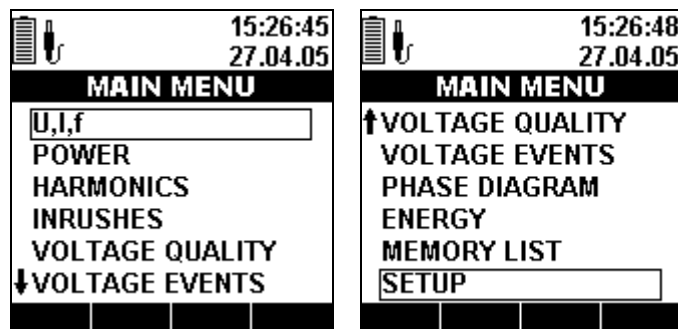 15:26:45
27.04.05
MAIN MENU
U,I,f
POWER
HARMONICS
INRUSHES
VOLTAGE QUALITY
VOLTAGE EVENTS
15:26:48
27.04.05
MAIN MENU
VOLTAGE QUALITY
VOLTAGE EVENTS
PHASE DIAGRAM
ENERGY
MEMORY LIST
SETUP